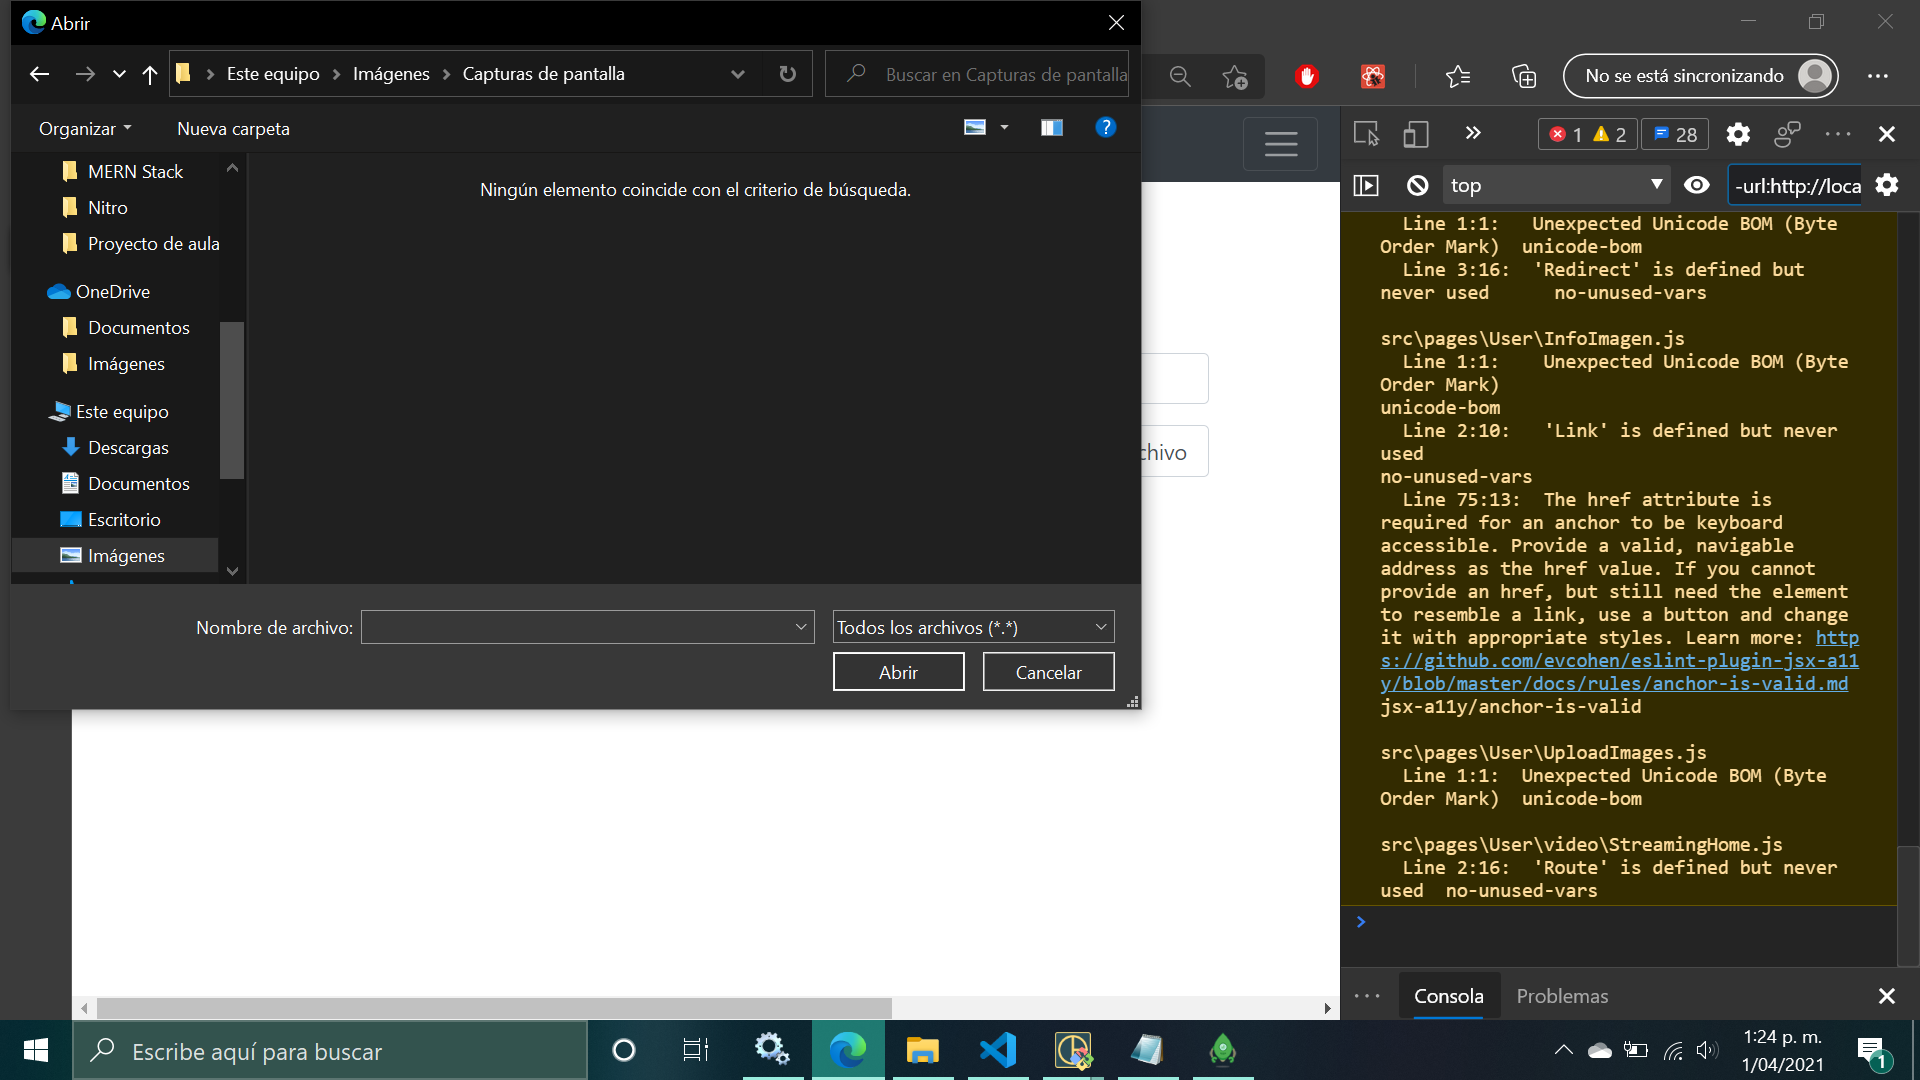 Abrir
Este equipo
Imágenes
Capturas de pantalla
Buscar en Capturas de pantalla
Organizar
Nueva carpeta
MERN Stack
Nitro
Proyecto de aula
OneDrive
Documentos
Imágenes
Este equipo
Descargas
Documentos
Escritorio
Imágenes
Ningún elemento coincide con el criterio de búsqueda.
Nombre de archivo:
Todos los archivos (*.*)
Abrir
Cancelar
chivo
No se está sincronizando
1
2
28
top
-url:http://loca
Line 1:1: Unexpected Unicode BOM (Byte
Order Mark) unicode-bom
Line 3:16: 'Redirect' is defined but
never used no-unused-vars
src\pages\User\InfoImagen.js
Line 1:1: Unexpected Unicode BOM (Byte
Order Mark)
unicode-bom
Line 2:10: 'Link' is defined but never
used
no-unused-vars
Line 75:13: The href attribute is
required for an anchor to be keyboard
accessible. Provide a valid, navigable
address as the href value. If you cannot
provide an href, but still need the element
to resemble a link, use a button and change
it with appropriate styles. Learn more: http
s://github.com/evcohen/eslint-plugin-jsx-a11
y/blob/master/docs/rules/anchor-is-valid.md
jsx-a11y/anchor-is-valid
src\pages\User\UploadImages.js
Line 1:1: Unexpected Unicode BOM (Byte
Order Mark) unicode-bom
src\pages\User\video\StreamingHome.js
Line 2:16: 'Route' is defined but never
used no-unused-vars
Consola
Problemas
Escribe aquí para buscar
1:24 p. m.
1/04/2021
1